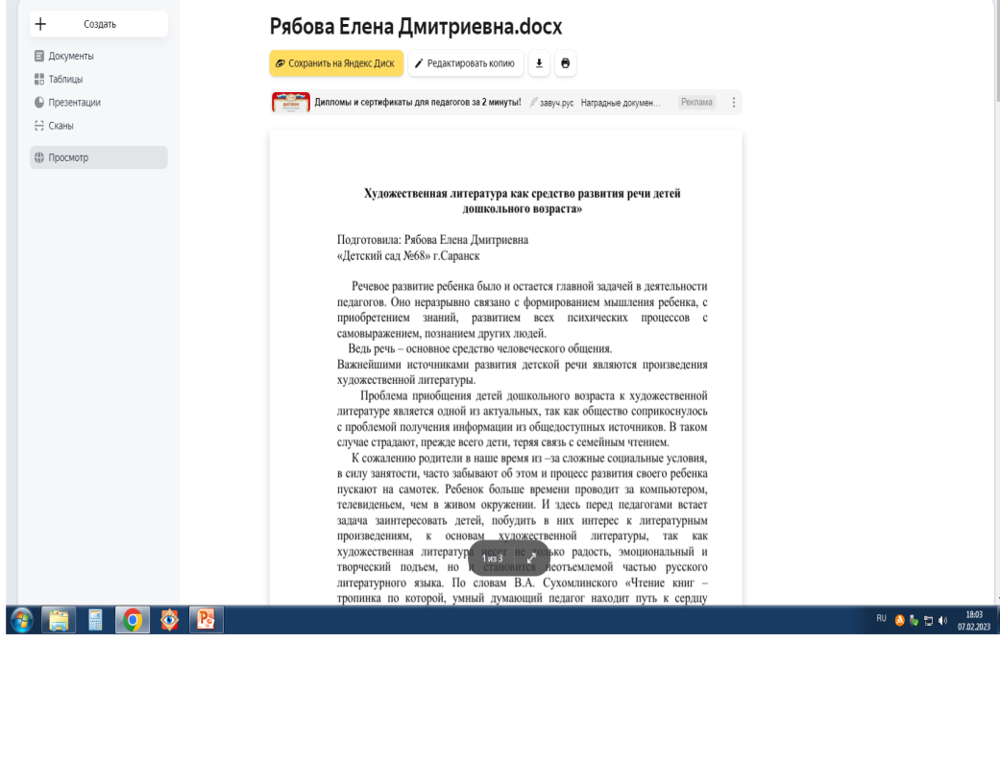 Рябова Елена Дмитриевна.docx
Создать
Документы
Таблицы
Презентации
Сканы
Просмотр
Сохранить на Яндекс Диск
Редактировать копию
Дипломы и сертификаты для педагогов за 2 минуты! завуч.рус Наградные докумен... Реклама
Художественная литература как средство развития речи детей
дошкольного возраста»
Подготовила: Рябова Елена Дмитриевна
«Детский сад №68» г.Саранск
Речевое развитие ребенка было и остается главной задачей в деятельности
педагогов. Оно неразрывно связано с формированием мышления ребенка, с
приобретением знаний, развитием всех психических процессов с
самовыражением, познанием других людей.
Ведь речь – основное средство человеческого общения.
Важнейшими источниками развития детской речи являются произведения
художественной литературы.
Проблема приобщения детей дошкольного возраста к художественной
литературе является одной из актуальных, так как общество соприкоснулось
с проблемой получения информации из общедоступных источников. В таком
случае страдают, прежде всего дети, теряя связь с семейным чтением.
К сожалению родители в наше время из –за сложные социальные условия,
в силу занятости, часто забывают об этом и процесс развития своего ребенка
пускают на самотек. Ребенок больше времени проводит за компьютером,
телевиденьем, чем в живом окружении. И здесь перед педагогами встает
задача заинтересовать детей, побудить в них интерес к литературным
произведениям, к основам художественной литературы, так как
художественная литература несет не только радость, эмоциональный и
творческий подъем, но и становится неотъемлемой частью русского
литературного языка. По словам В.А. Сухомлинского «Чтение книг –
тропинка по которой, умный думающий педагог находит путь к сердцу
1 из 3
RU
18:03
07.02.2023